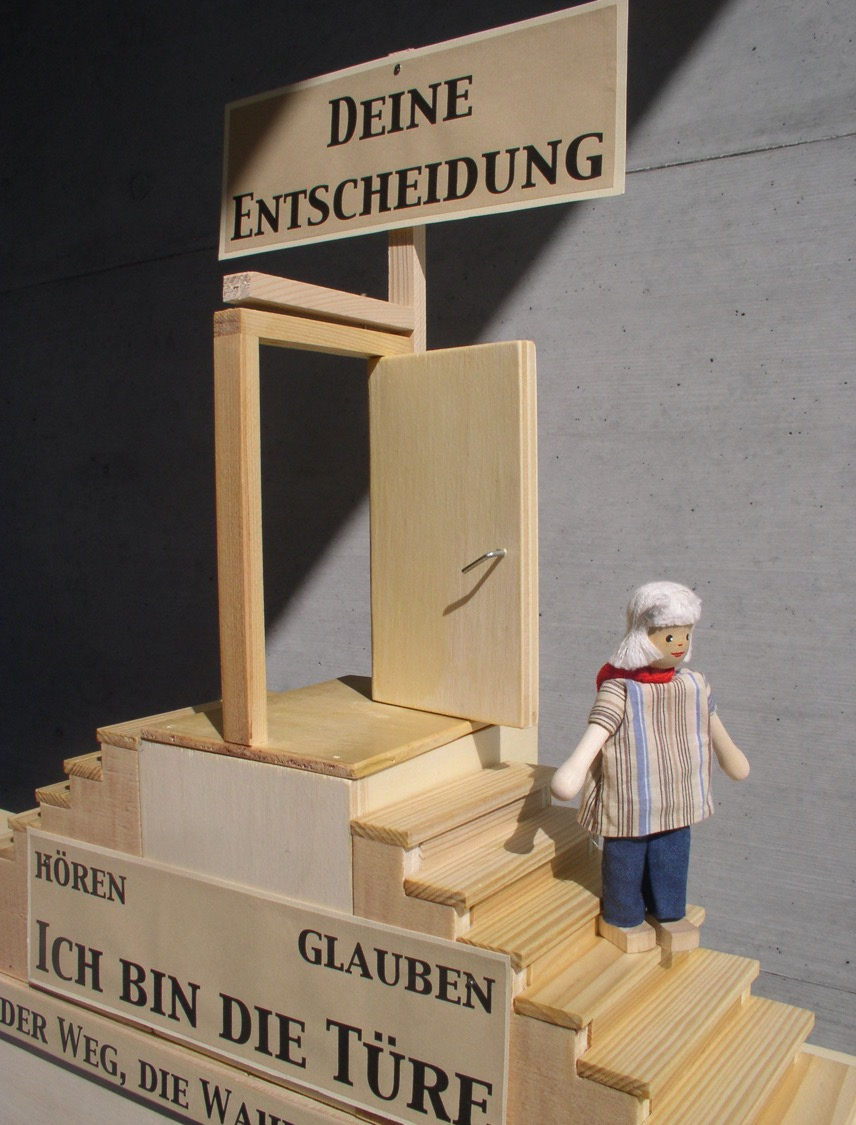 DEINE
ENTSCHEIDUNG
HÖREN
GLAUBEN
ICH BIN DIE TÜRE
DER WEG, DIE